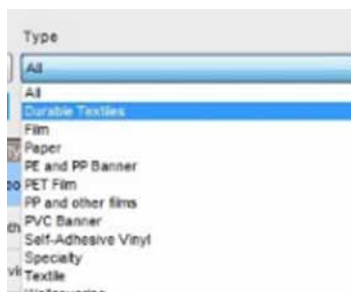 Type
All
All
Durable Textiles
Film
Paper
PE and PP Banner
PET Film
PP and other films
PVC Banner
Self-Adhesive Vinyl
Specialty
Textile